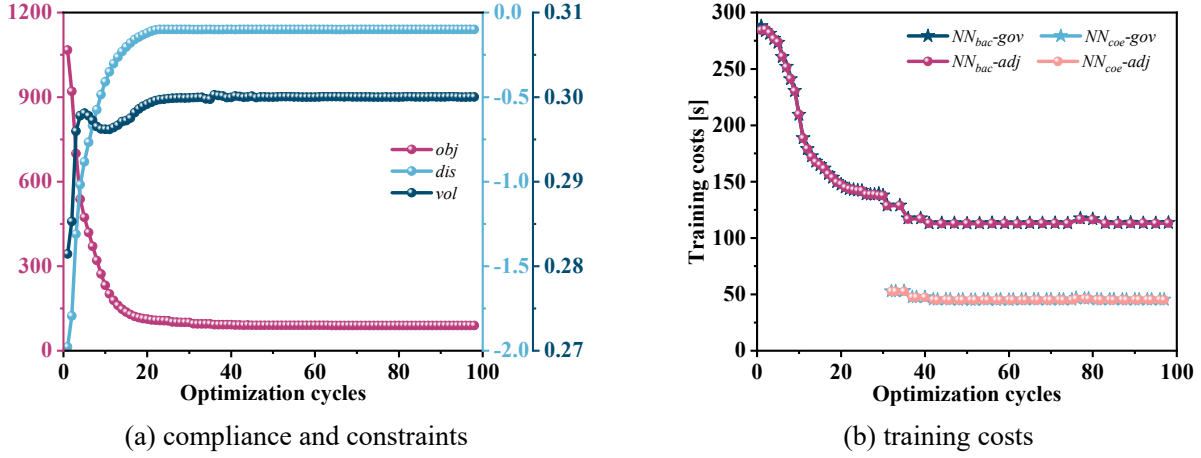 1200
900
600
300
0
0.0
-0.5
-1.0
-1.5
-2.0
0.31
0.30
0.29
0.28
0.27
obj
dis
vol
0 20 40 60 80 100
Optimization cycles
(a) compliance and constraints
Training costs [s]
300
250
200
150
100
50
0
NNbac-gov NNcoe-gov
NNbac-adj NNcoe-adj
0 20 40 60 80 100
Optimization cycles
(b) training costs